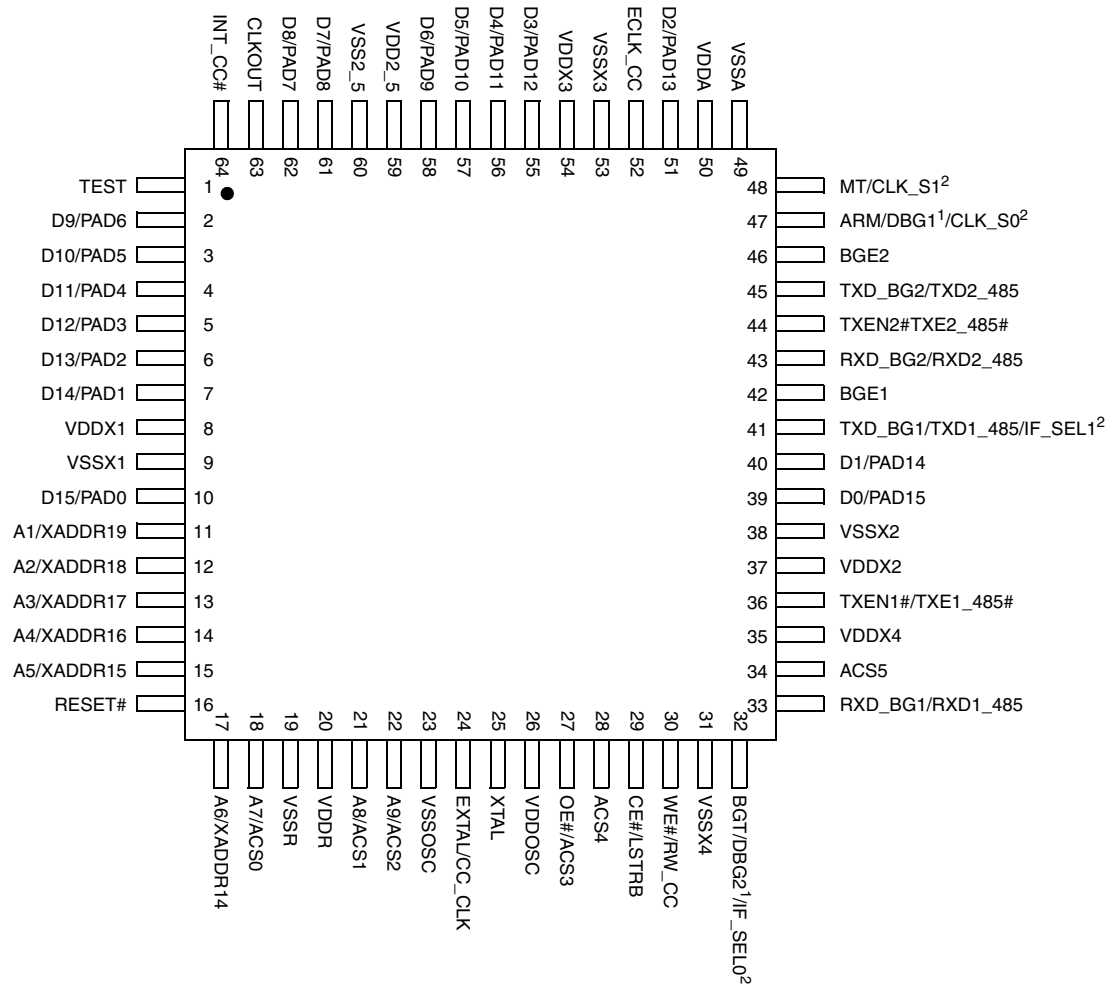 INT_CC#
CLKOUT
D8/PAD7
D7/PAD8
VSS2_5
VDD2_5
D6/PAD9
D5/PAD10
D4/PAD11
D3/PAD12
VDDX3
VSSX3
ECLK_CC
D2/PAD13
VDDA
VSSA
64
63
62
61
60
59
58
57
56
55
54
53
52
51
50
49
TEST 1
D9/PAD6 2
D10/PAD5 3
D11/PAD4 4
D12/PAD3 5
D13/PAD2 6
D14/PAD1 7
VDDX1 8
VSSX1 9
D15/PAD0 10
A1/XADDR19 11
A2/XADDR18 12
A3/XADDR17 13
A4/XADDR16 14
A5/XADDR15 15
RESET# 16
48 MT/CLK_S1²
47 ARM/DBG1¹/CLK_S0²
46 BGE2
45 TXD_BG2/TXD2_485
44 TXEN2#TXE2_485#
43 RXD_BG2/RXD2_485
42 BGE1
41 TXD_BG1/TXD1_485/IF_SEL1²
40 D1/PAD14
39 D0/PAD15
38 VSSX2
37 VDDX2
36 TXEN1#/TXE1_485#
35 VDDX4
34 ACS5
33 RXD_BG1/RXD1_485
17
18
19
20
21
22
23
24
25
26
27
28
29
30
31
32
A6/XADDR14
A7/ACS0
VSSR
VDDR
A8/ACS1
A9/ACS2
VSSOSC
EXTAL/CC_CLK
XTAL
VDDOSC
OE#/ACS3
ACS4
CE#/LSTRB
WE#/RW_CC
VSSX4
BGT/DBG2¹/IF_SEL0²